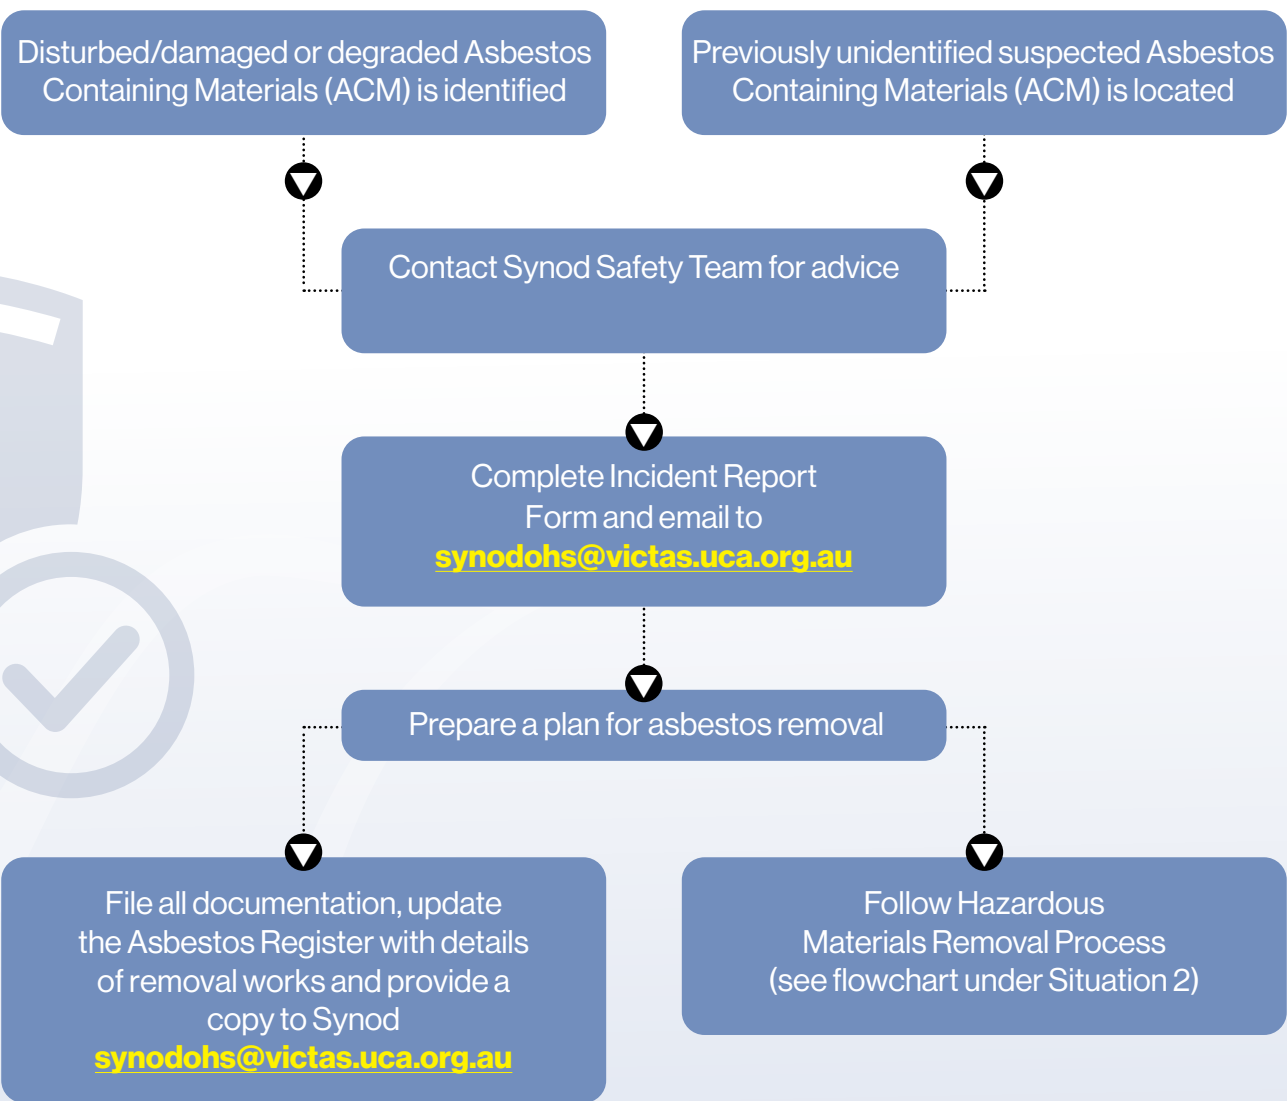 Disturbed/damaged or degraded Asbestos
Containing Materials (ACM) is identified
Previously unidentified suspected Asbestos
Containing Materials (ACM) is located
Contact Synod Safety Team for advice
Complete Incident Report
Form and email to
synodohs@victas.uca.org.au
Prepare a plan for asbestos removal
File all documentation, update
the Asbestos Register with details
of removal works and provide a
copy to Synod
synodohs@victas.uca.org.au
Follow Hazardous
Materials Removal Process
(see flowchart under Situation 2)